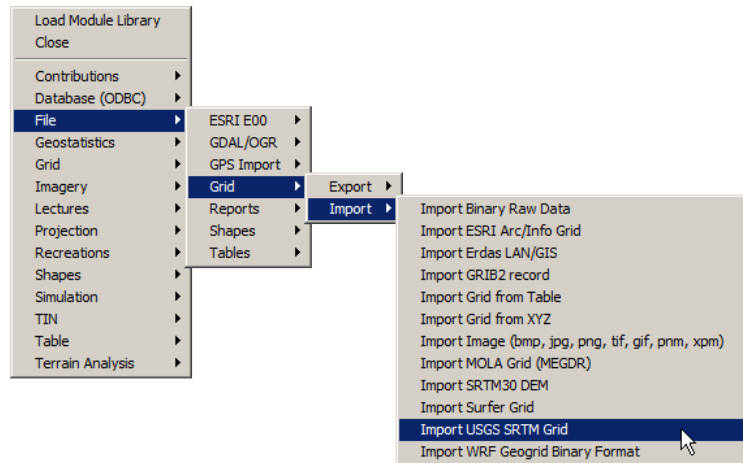 Load Module Library
Close
Contributions
Database (ODBC)
File
Geostatistics
Grid
Imagery
Lectures
Projection
Recreations
Shapes
Simulation
TIN
Table
Terrain Analysis
ESRI E00
GDAL/OGR
GPS Import
Grid
Reports
Shapes
Tables
Export
Import
Import Binary Raw Data
Import ESRI Arc/Info Grid
Import Erdas LAN/GIS
Import GRIB2 record
Import Grid from Table
Import Grid from XYZ
Import Image (bmp, jpg, png, tif, gif, pnm, xpm)
Import MOLA Grid (MEGDR)
Import SRTM30 DEM
Import Surfer Grid
Import USGS SRTM Grid
Import WRF Geogrid Binary Format